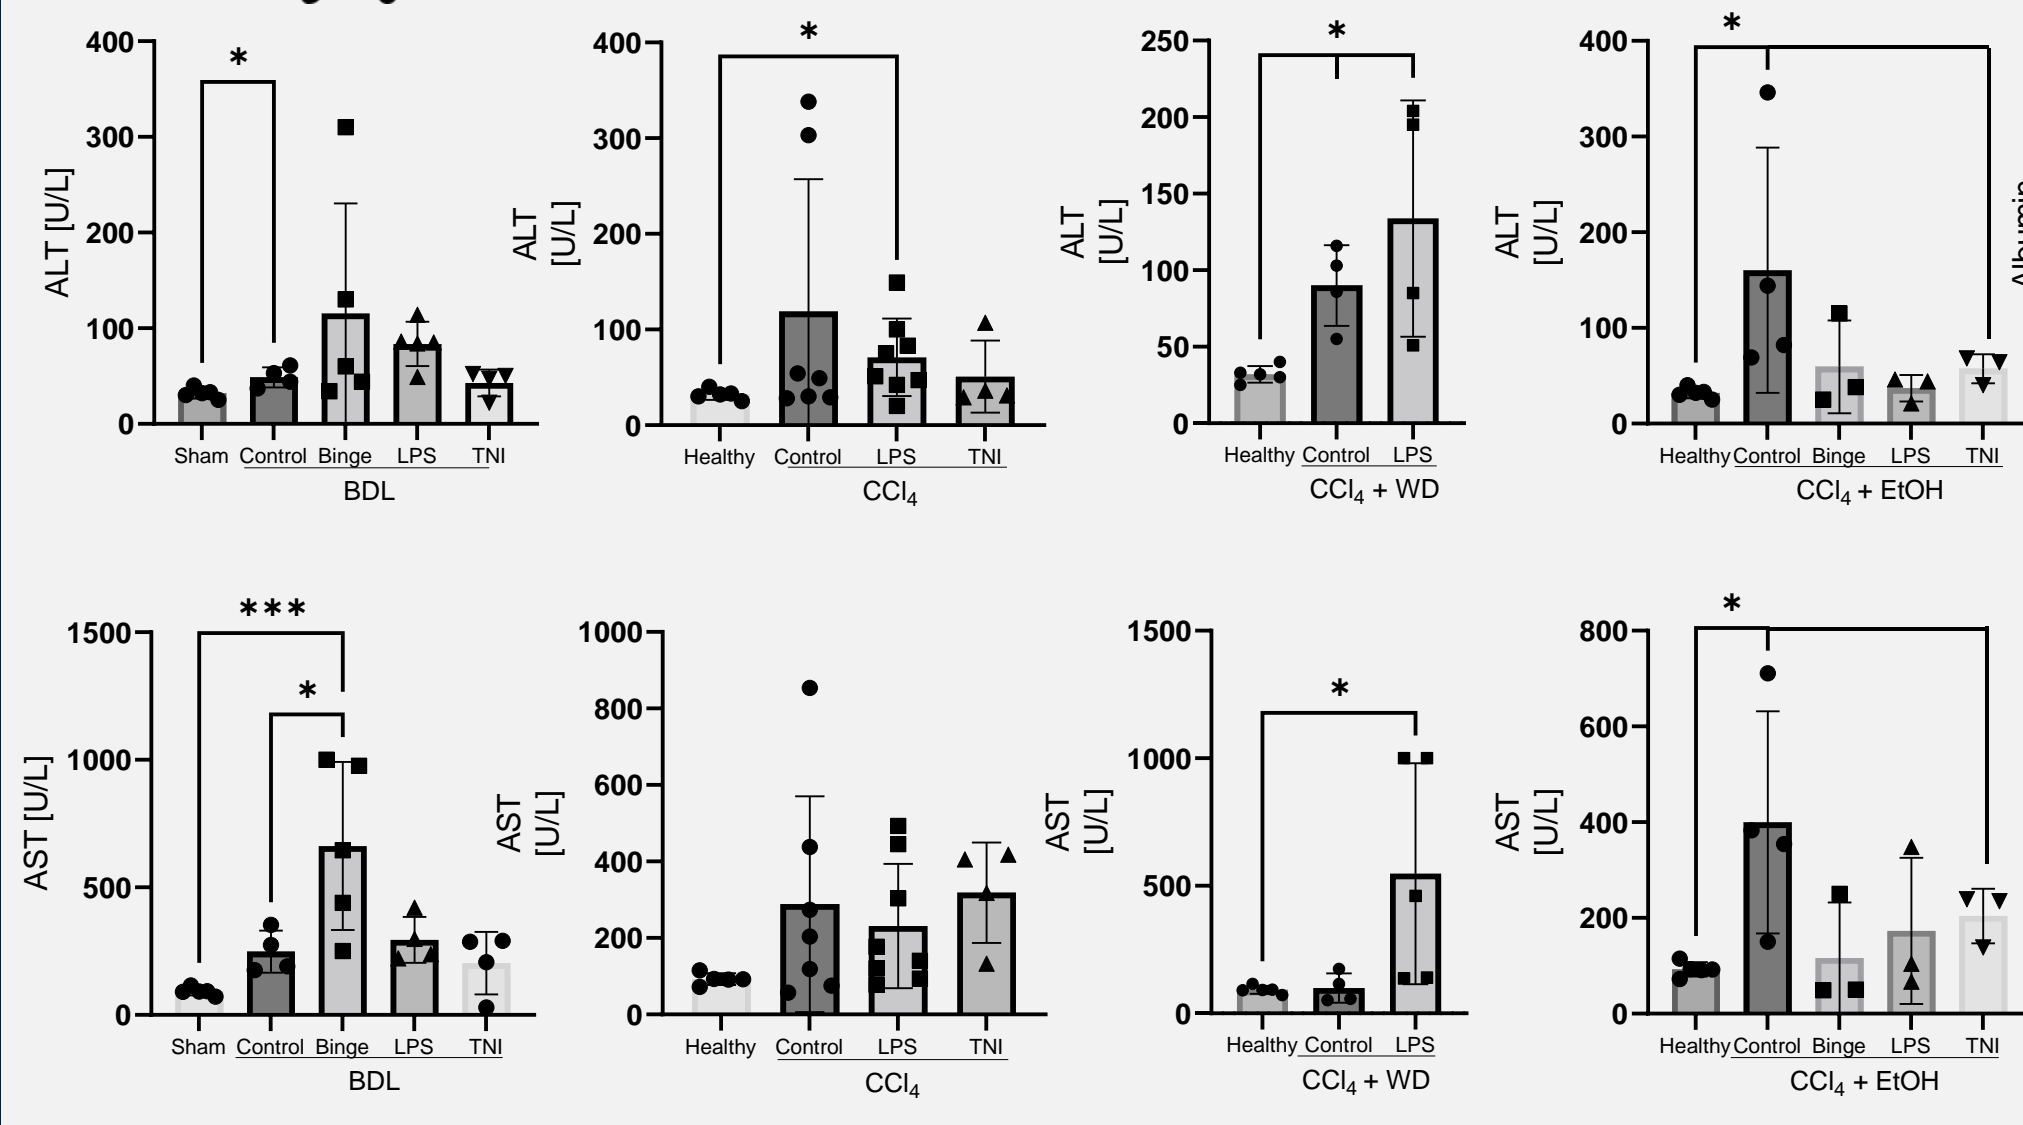 *
*
*
*
400
300
200
100
0
ALT [U/L]
Sham Control Binge LPS TNI
BDL
400
300
200
100
0
ALT
[U/L]
Healthy Control LPS TNI
CCl₄
250
200
150
100
50
0
ALT
[U/L]
Healthy Control LPS
CCl₄ + WD
400
300
200
100
0
ALT
[U/L]
Healthy Control Binge LPS TNI
CCl₄ + EtOH
Albumin
***
*
1500
1000
500
0
AST [U/L]
Sham Control Binge LPS TNI
BDL
1000
800
600
400
200
0
AST
[U/L]
Healthy Control LPS TNI
CCl₄
*
1500
1000
500
0
AST
[U/L]
Healthy Control LPS
CCl₄ + WD
*
800
600
400
200
0
AST
[U/L]
Healthy Control Binge LPS TNI
CCl₄ + EtOH